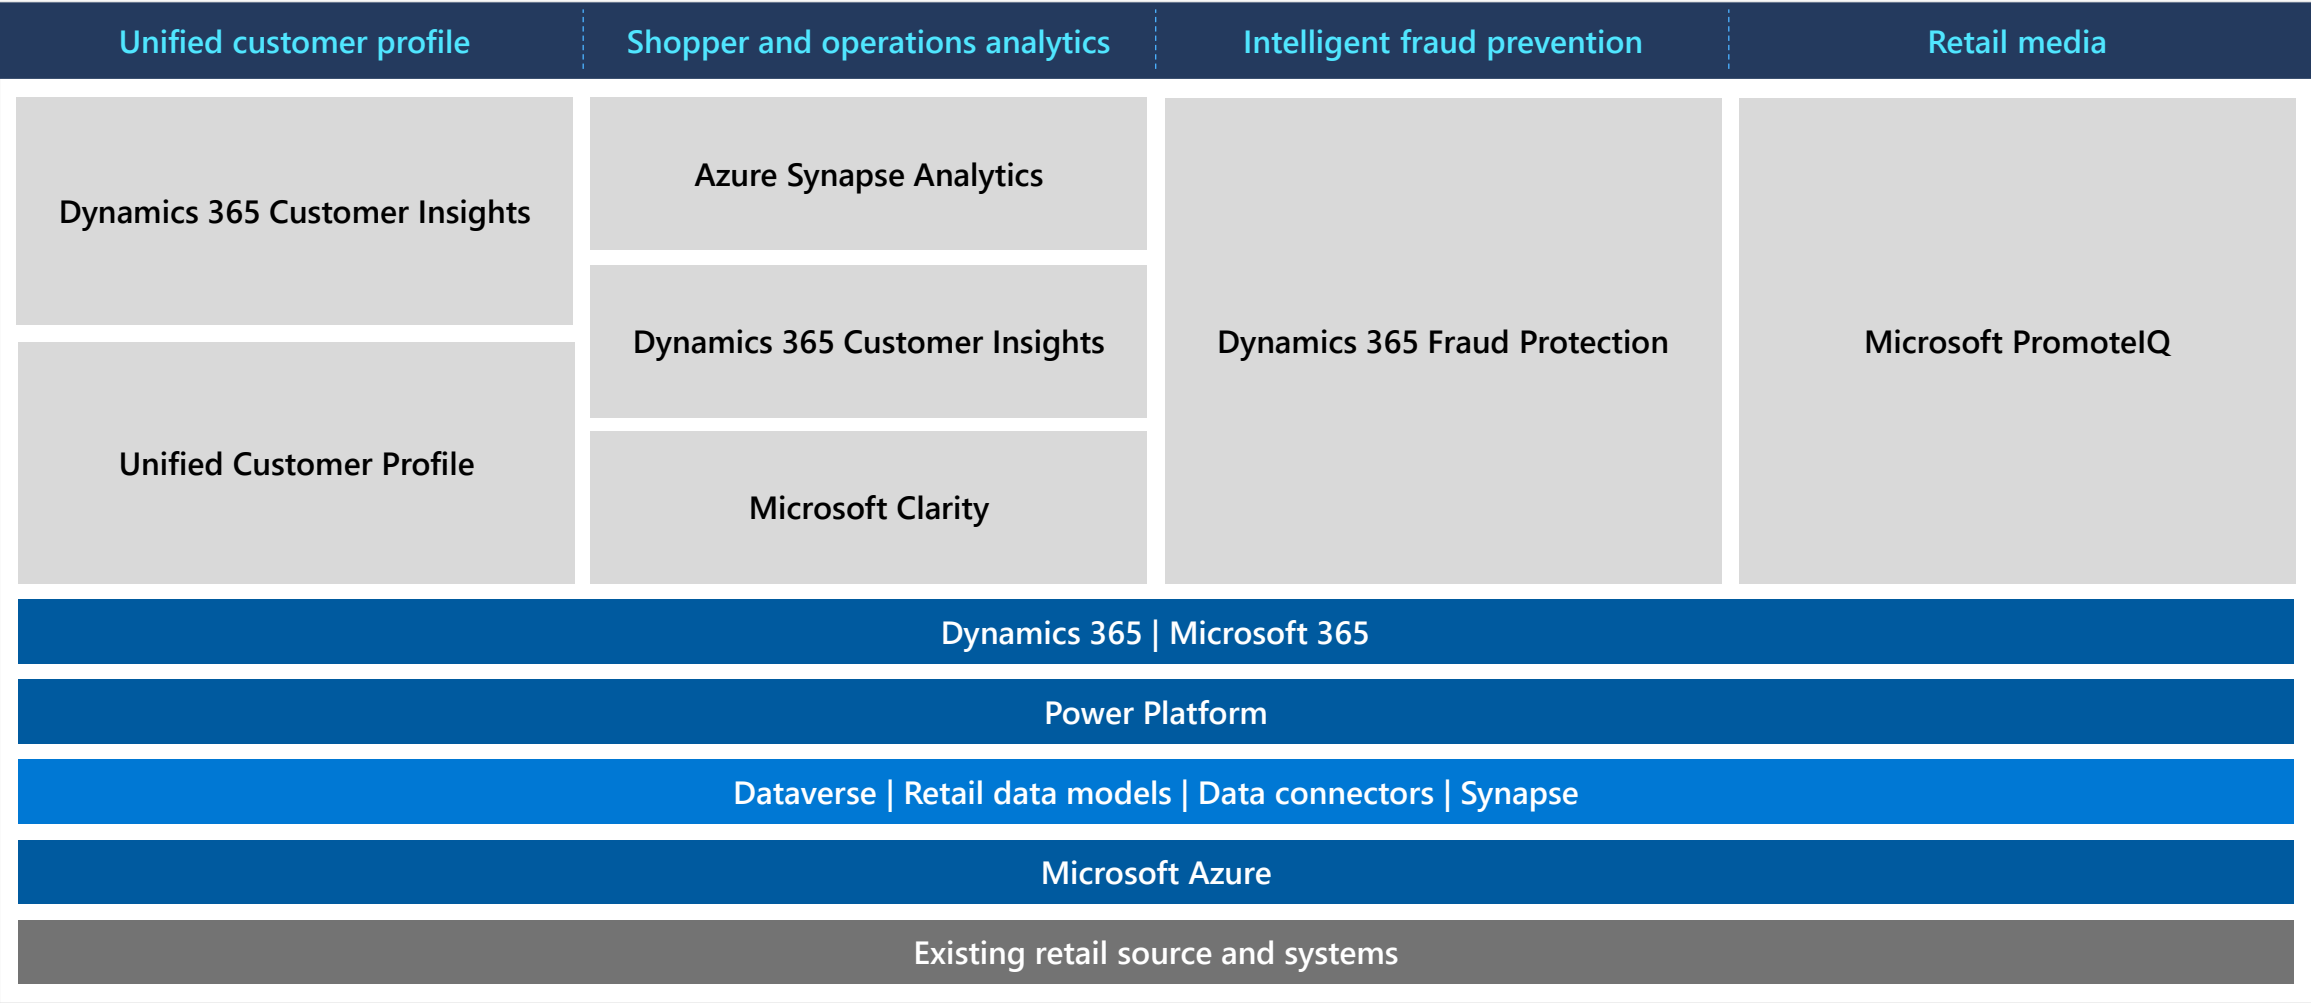 Unified customer profile
Shopper and operations analytics
Intelligent fraud prevention
Retail media
Dynamics 365 Customer Insights
Unified Customer Profile
Azure Synapse Analytics
Dynamics 365 Customer Insights
Microsoft Clarity
Dynamics 365 Fraud Protection
Microsoft PromoteIQ
Dynamics 365 | Microsoft 365
Power Platform
Dataverse | Retail data models | Data connectors | Synapse
Microsoft Azure
Existing retail source and systems